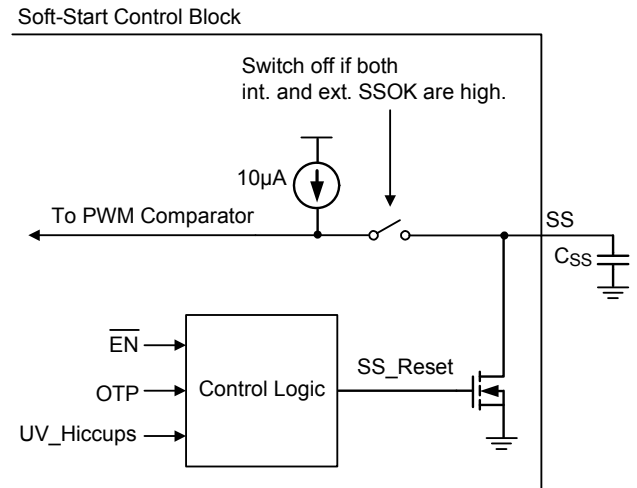 Soft-Start Control Block
Switch off if both
int. and ext. SSOK are high.
10µA
To PWM Comparator
SS
CSS
EN
OTP
UV_Hiccups
Control Logic
SS_Reset